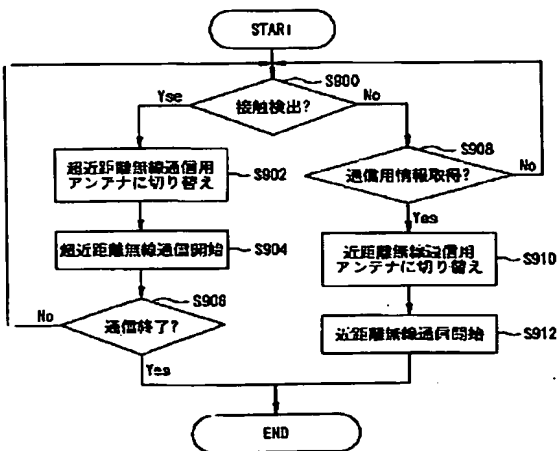 START
S900
接触検出?
Yse
No
S908
超近距離無線通信用
アンテナに切り替え
S902
通信用情報取得?
No
Yes
超近距離無線通信開始
S904
近距離無線通信用
アンテナに切り替え
S910
S906
No
通信終了?
近距離無線通信開始
S912
Yes
END